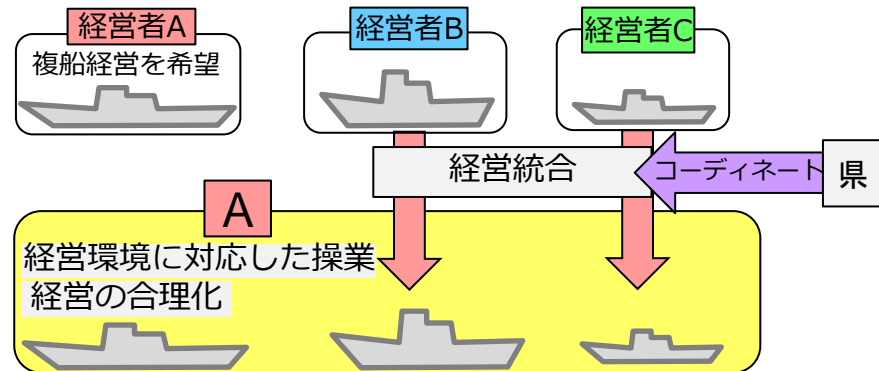 経営者A
経営者B
経営者C
複船経営を希望
経営統合
コーディネート
県
A
経営環境に対応した操業
経営の合理化